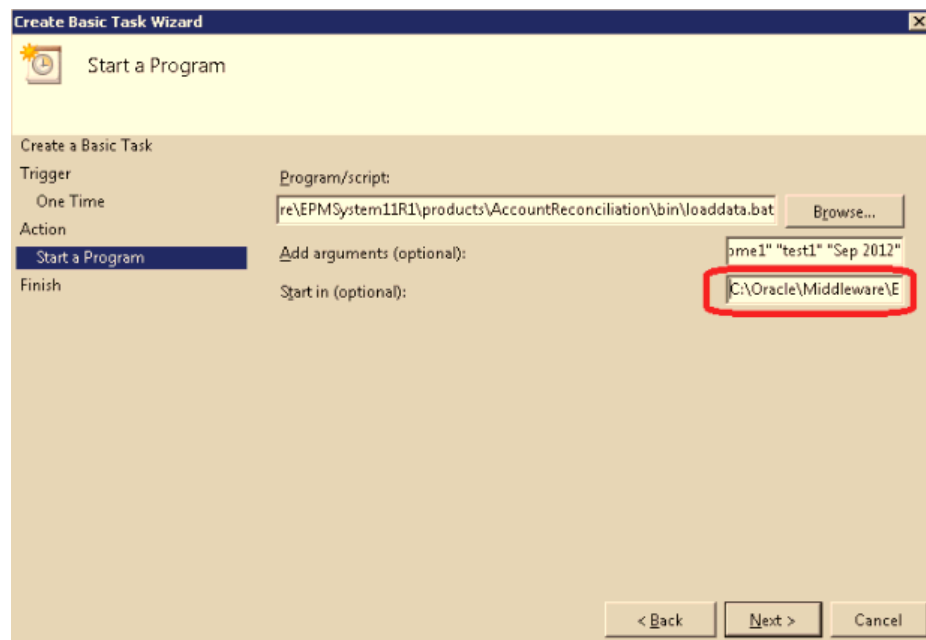 Create Basic Task Wizard
Start a Program
Create a Basic Task
Trigger
One Time
Action
Start a Program
Finish
Program/script:
re\EPMSystem11R1\products\AccountReconciliation\bin\loaddata.bat
Browse...
Add arguments (optional):
ome1" "test1" "Sep 2012"
Start in (optional):
C:\Oracle\Middleware\E
< Back
Next >
Cancel